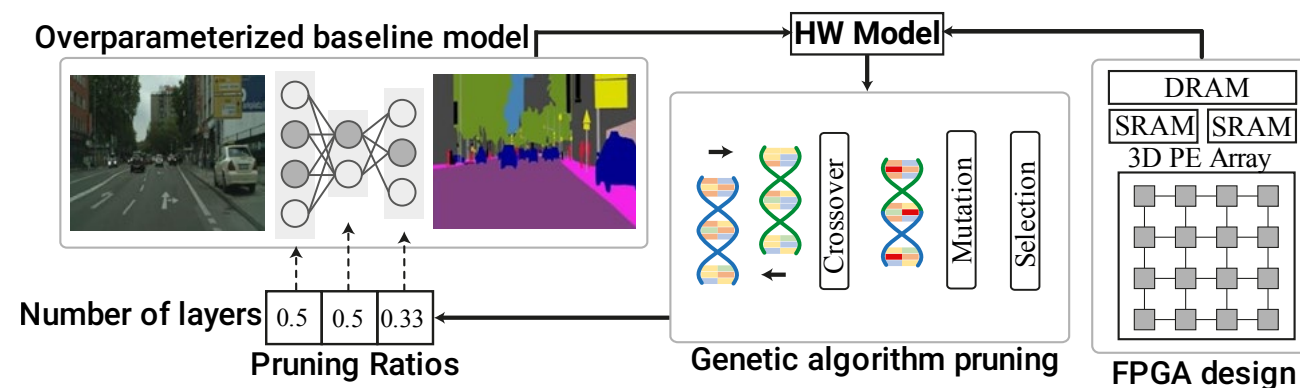 Overparameterized baseline model
HW Model
DRAM
SRAM SRAM
3D PE Array
Crossover
Mutation
Selection
Number of layers 0.5 0.5 0.33
Pruning Ratios
Genetic algorithm pruning
FPGA design